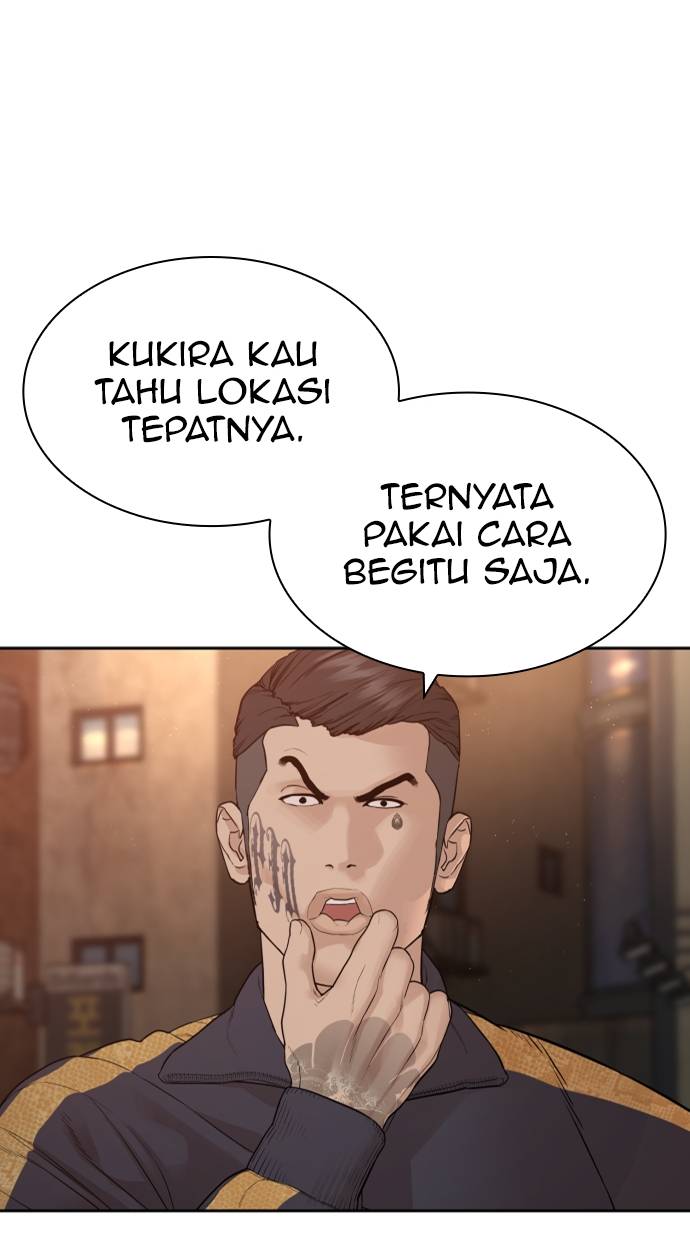 KUKIRA KAU
TAHU LOKASI
TEPATNYA.
TERNYATA
PAKAI CARA
BEGITU SAJA.